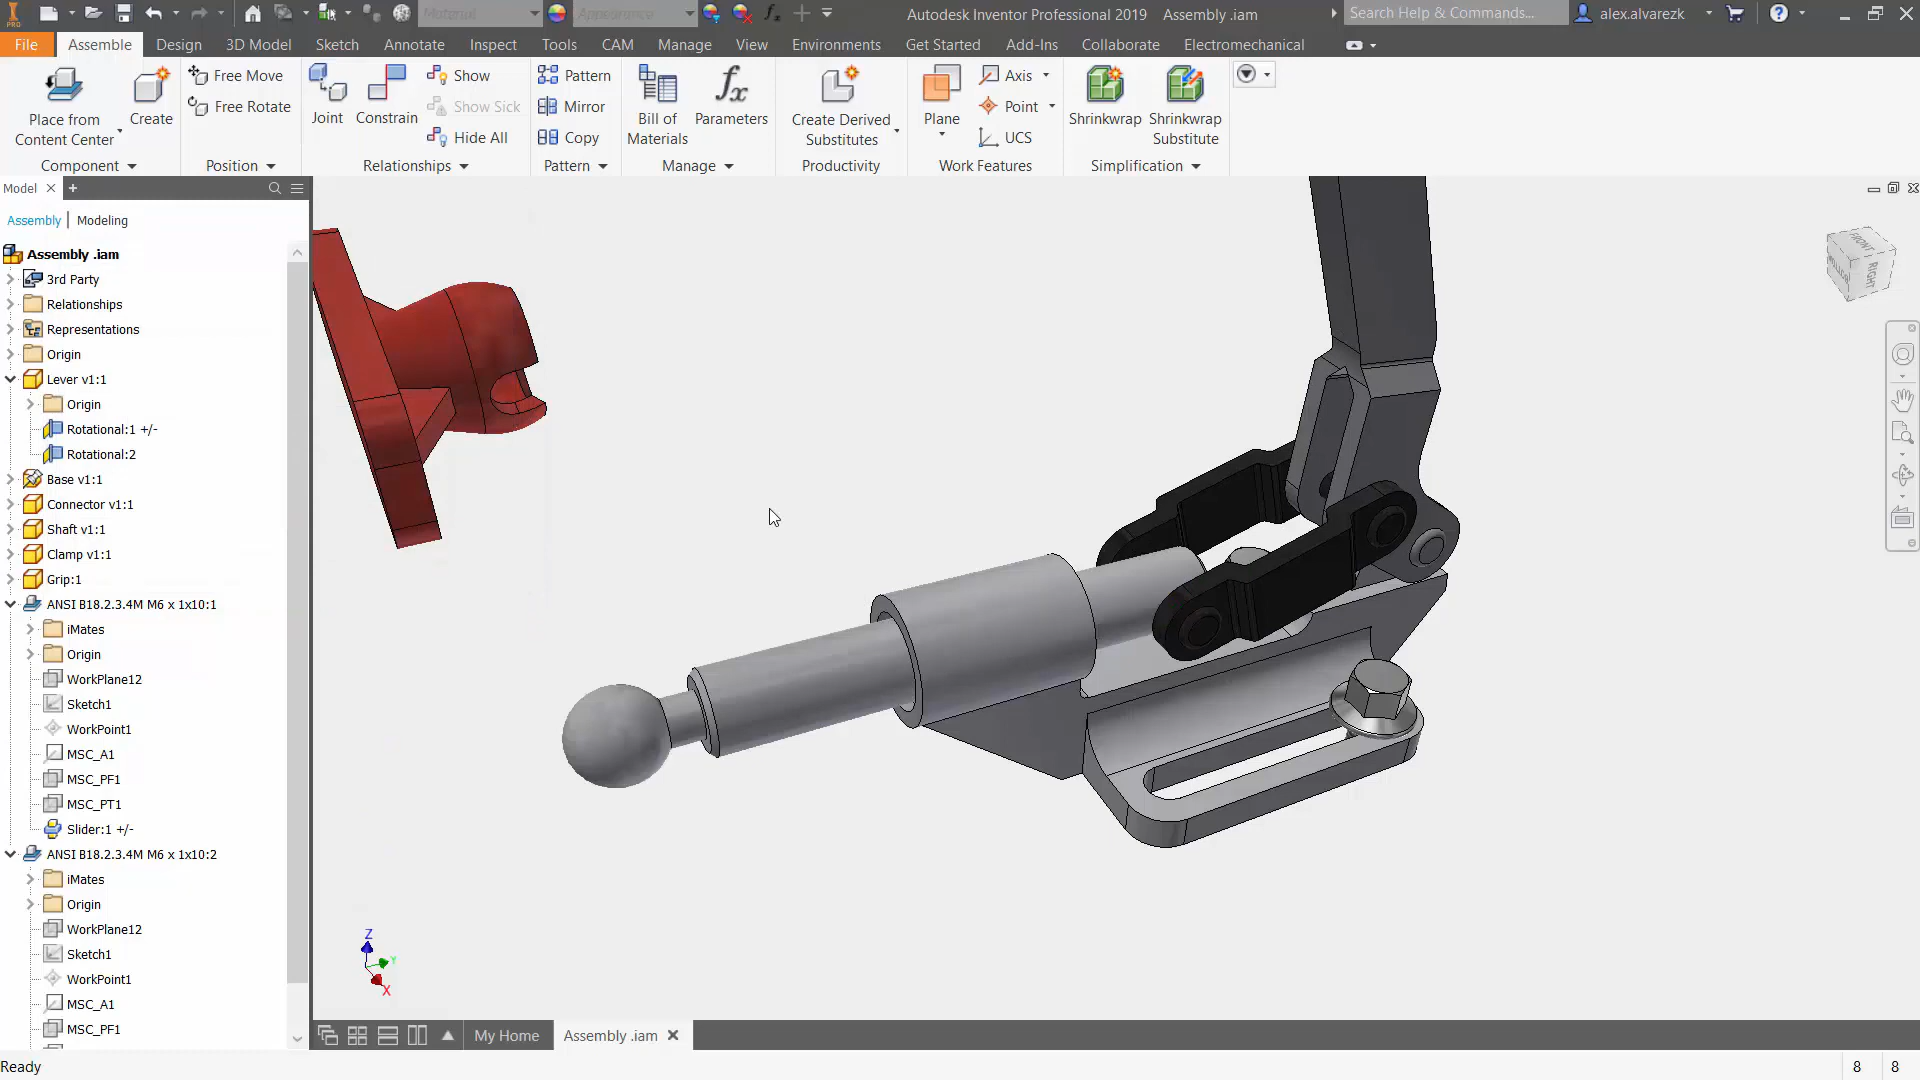 PRO
Material
Appearance
Autodesk Inventor Professional 2019 Assembly .iam
Search Help & Commands...
alex.alvarezk
File
Assemble
Design
3D Model
Sketch
Annotate
Inspect
Tools
CAM
Manage
View
Environments
Get Started
Add-Ins
Collaborate
Electromechanical
Place from
Content Center
Create
Free Move
Free Rotate
Joint
Constrain
Show
Show Sick
Hide All
Pattern
Mirror
Copy
Bill of
Materials
Parameters
Create Derived
Substitutes
Plane
Axis
Point
UCS
Shrinkwrap
Shrinkwrap
Substitute
Component
Position
Relationships
Pattern
Manage
Productivity
Work Features
Simplification
Model
Assembly
Modeling
Assembly .iam
3rd Party
Relationships
Representations
Origin
Lever v1:1
Origin
Rotational:1 +/-
Rotational:2
Base v1:1
Connector v1:1
Shaft v1:1
Clamp v1:1
Grip:1
ANSI B18.2.3.4M M6 x 1x10:1
iMates
Origin
WorkPlane12
Sketch1
WorkPoint1
MSC_A1
MSC_PF1
MSC_PT1
Slider:1 +/-
ANSI B18.2.3.4M M6 x 1x10:2
iMates
Origin
WorkPlane12
Sketch1
WorkPoint1
MSC_A1
MSC_PF1
FRONT
RIGHT
Z
Y
X
My Home
Assembly .iam
Ready
8 8